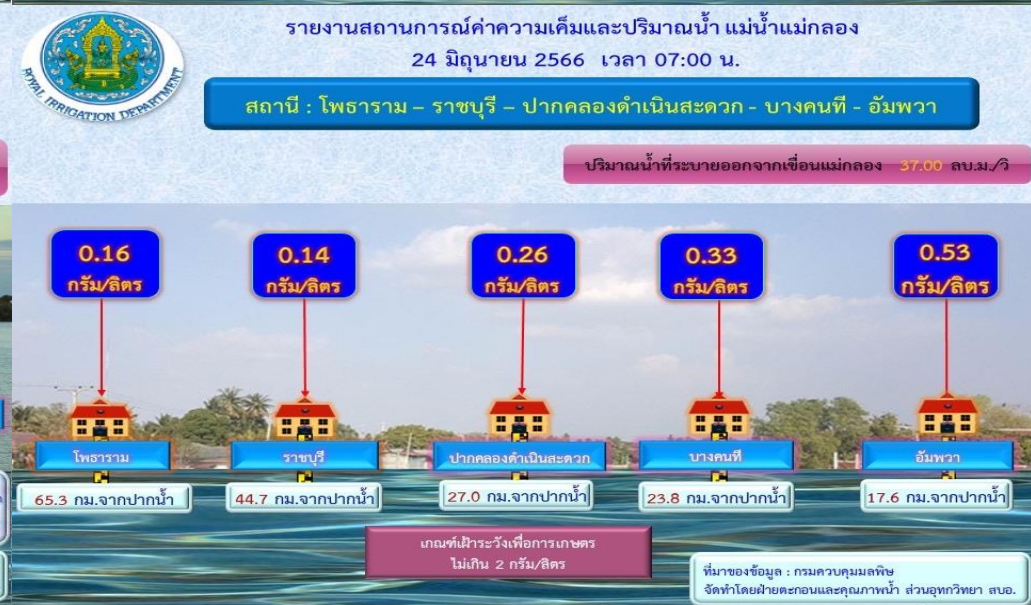 รายงานสถานการณ์ค่าความเค็มและปริมาณน้ำ แม่น้ำแม่กลอง
24 มิถุนายน 2566 เวลา 07:00 น.
ROYAL IRRIGATION DEPARTMENT
สถานี : โพธาราม – ราชบุรี – ปากคลองดำเนินสะดวก - บางคนที - อัมพวา
ปริมาณน้ำที่ระบายออกจากเขื่อนแม่กลอง 37.00 ลบ.ม./วิ
0.16 กรัม/ลิตร
0.14 กรัม/ลิตร
0.26 กรัม/ลิตร
0.33 กรัม/ลิตร
0.53 กรัม/ลิตร
โพธาราม
ราชบุรี
ปากคลองดำเนินสะดวก
บางคนที
อัมพวา
65.3 กม.จากปากน้ำ
44.7 กม.จากปากน้ำ
27.0 กม.จากปากน้ำ
23.8 กม.จากปากน้ำ
17.6 กม.จากปากน้ำ
เกณฑ์เฝ้าระวังเพื่อการเกษตร
ไม่เกิน 2 กรัม/ลิตร
ที่มาของข้อมูล : กรมควบคุมมลพิษ
จัดทำโดยฝ่ายตะกอนและคุณภาพน้ำ ส่วนอุทกวิทยา สบอ.